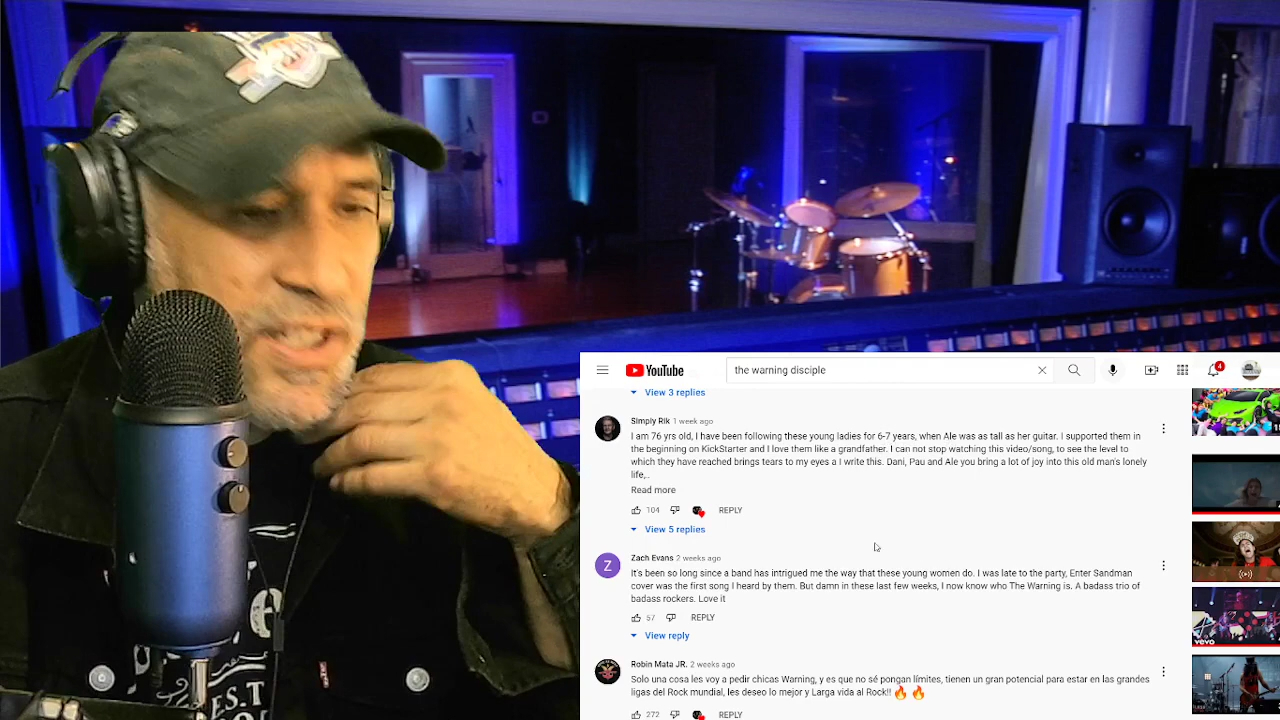 YouTube
the warning disciple
4
View 3 replies
Simply Rik 1 week ago
I am 76 yrs old, I have been following these young ladies for 6-7 years, when Ale was as tall as her guitar. I supported them in
the beginning on KickStarter and I love them like a grandfather. I can not stop watching this video/song, to see the level to
which they have reached brings tears to my eyes a I write this. Dani, Pau and Ale you bring a lot of joy into this old man's lonely
life,..
Read more
104 REPLY
View 5 replies
Z
Zach Evans 2 weeks ago
It's been so long since a band has intrigued me the way that these young women do. I was late to the party, Enter Sandman
cover was the first song I heard by them. But damn in these last few weeks, I now know who The Warning is. A badass trio of
badass rockers. Love it
57 REPLY
View reply
Robin Mata JR. 2 weeks ago
Solo una cosa les voy a pedir chicas Warning, y es que no sé pongan límites, tienen un gran potencial para estar en las grandes
ligas del Rock mundial, les deseo lo mejor y Larga vida al Rock!! 🔥 🔥
272 REPLY
vevo